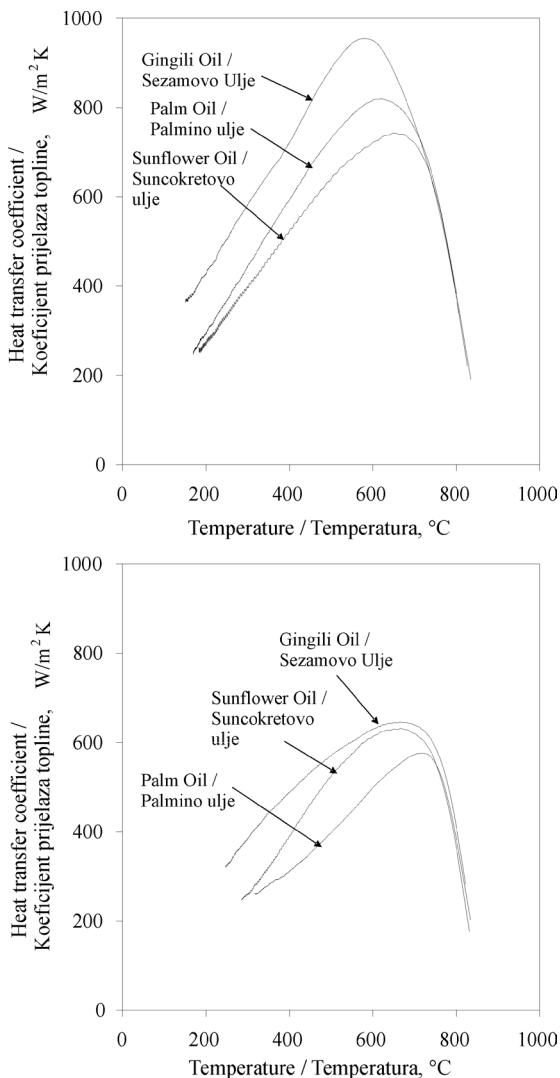 1000
800
600
400
200
0
Heat transfer coefficient /
Koeficijent prijelaza topline, W/m² K
Gingili Oil /
Sezamovo Ulje
Palm Oil /
Palmino ulje
Sunflower Oil /
Suncokretovo
ulje
0 200 400 600 800 1000
Temperature / Temperatura, °C
1000
800
600
400
200
0
Heat transfer coefficient /
Koeficijent prijelaza topline, W/m² K
Gingili Oil /
Sezamovo Ulje
Sunflower Oil /
Suncokretovo
ulje
Palm Oil /
Palmino ulje
0 200 400 600 800 1000
Temperature / Temperatura, °C